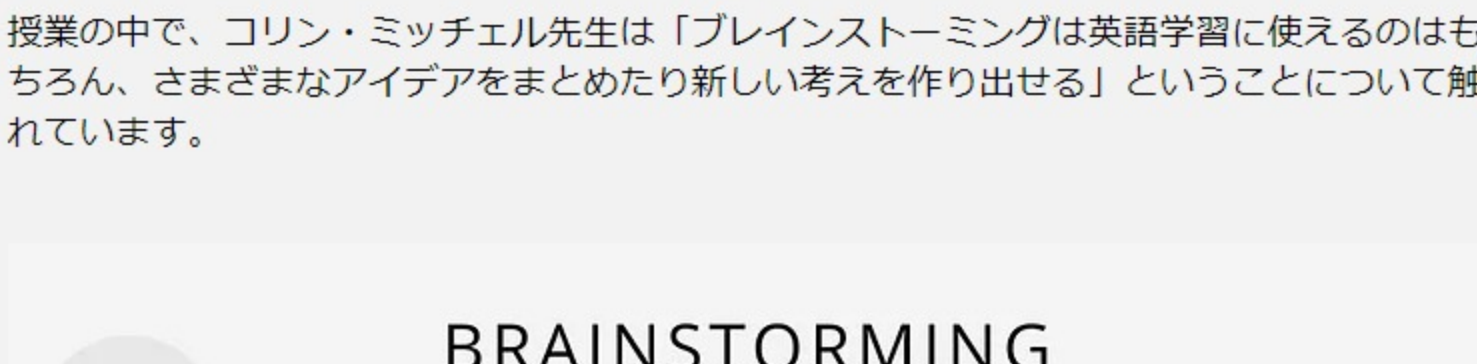 授業の中で、コリン・ミッチェル先生は「ブレインストーミングは英語学習に使えるのはも
ちろん、さまざまなアイデアをまとめたり新しい考えを作り出せる」ということについて触
れています。
BRAINSTORMING